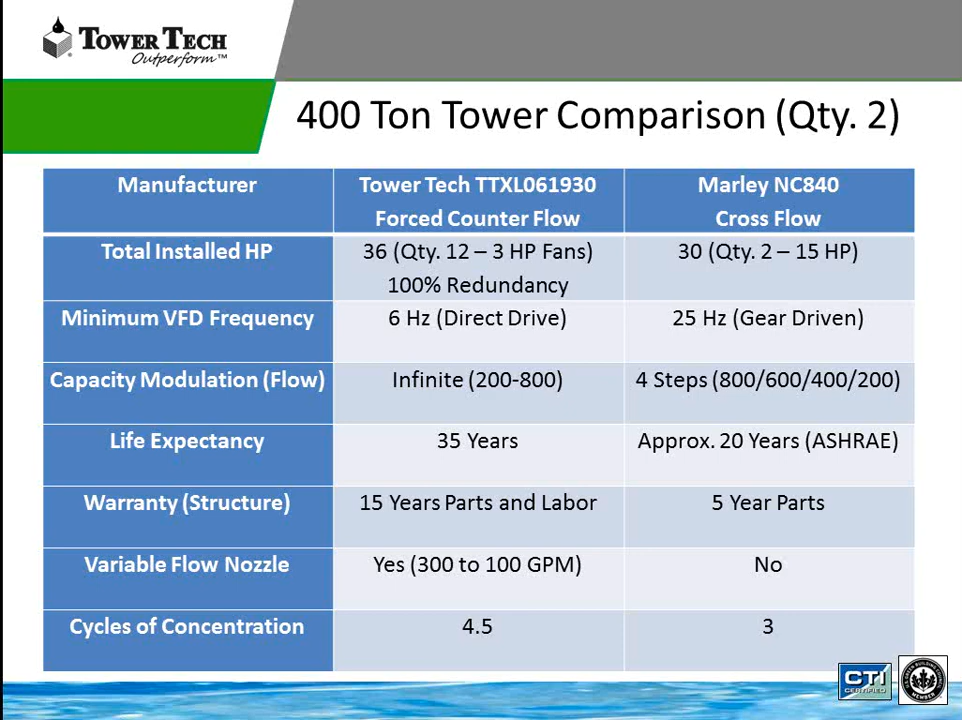 TOWER TECH
Outperform™
400 Ton Tower Comparison (Qty. 2)
Manufacturer
Tower Tech TTXL061930
Forced Counter Flow
Marley NC840
Cross Flow
Total Installed HP
36 (Qty. 12 – 3 HP Fans)
100% Redundancy
30 (Qty. 2 – 15 HP)
Minimum VFD Frequency
6 Hz (Direct Drive)
25 Hz (Gear Driven)
Capacity Modulation (Flow)
Infinite (200-800)
4 Steps (800/600/400/200)
Life Expectancy
35 Years
Approx. 20 Years (ASHRAE)
Warranty (Structure)
15 Years Parts and Labor
5 Year Parts
Variable Flow Nozzle
Yes (300 to 100 GPM)
No
Cycles of Concentration
4.5
3
CTI
CERTIFIED
MEMBER